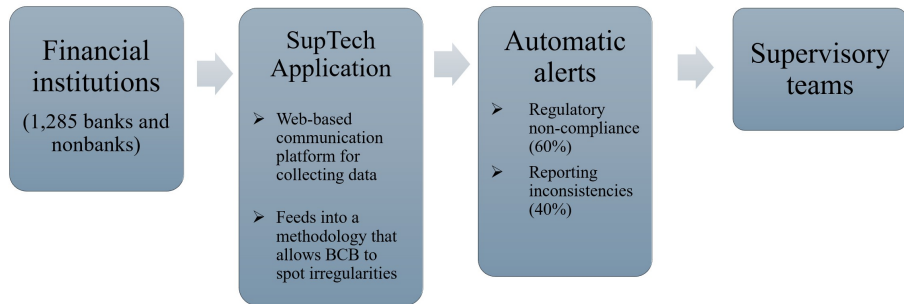 Financial
institutions
(1,285 banks and
nonbanks)
SupTech
Application
➢ Web-based
communication
platform for
collecting data
➢ Feeds into a
methodology that
allows BCB to
spot irregularities
Automatic
alerts
➢ Regulatory
non-compliance
(60%)
➢ Reporting
inconsistencies
(40%)
Supervisory
teams